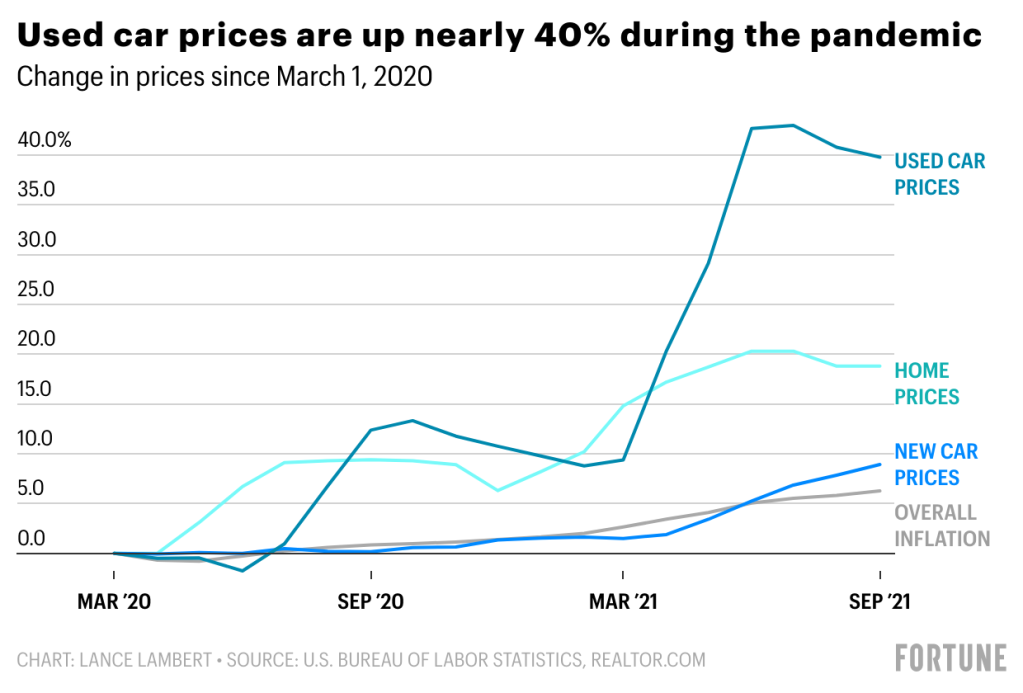 Used car prices are up nearly 40% during the pandemic
Change in prices since March 1, 2020
40.0%
35.0
30.0
25.0
20.0
15.0
10.0
5.0
0.0
USED CAR
PRICES
HOME
PRICES
NEW CAR
PRICES
OVERALL
INFLATION
MAR ’20
SEP ’20
MAR ’21
SEP ’21
CHART: LANCE LAMBERT • SOURCE: U.S. BUREAU OF LABOR STATISTICS, REALTOR.COM
FORTUNE